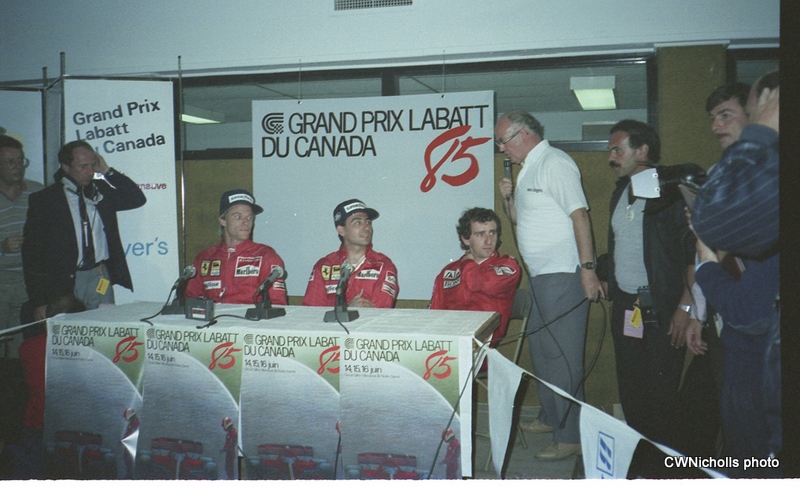 Grand Prix
Labatt
du Canada
GRAND PRIX LABATT
DU CANADA
85
Marlboro
Marlboro
GRAND PRIX LABATT
DU CANADA
85
14,15,16 juin
GRAND PRIX LABATT
DU CANADA
85
14,15,16 juin
GRAND PRIX LABATT
DU CANADA
85
14,15,16 juin
GRAND PRIX LABATT
DU CANADA
85
14,15,16 juin
CWNicholls photo